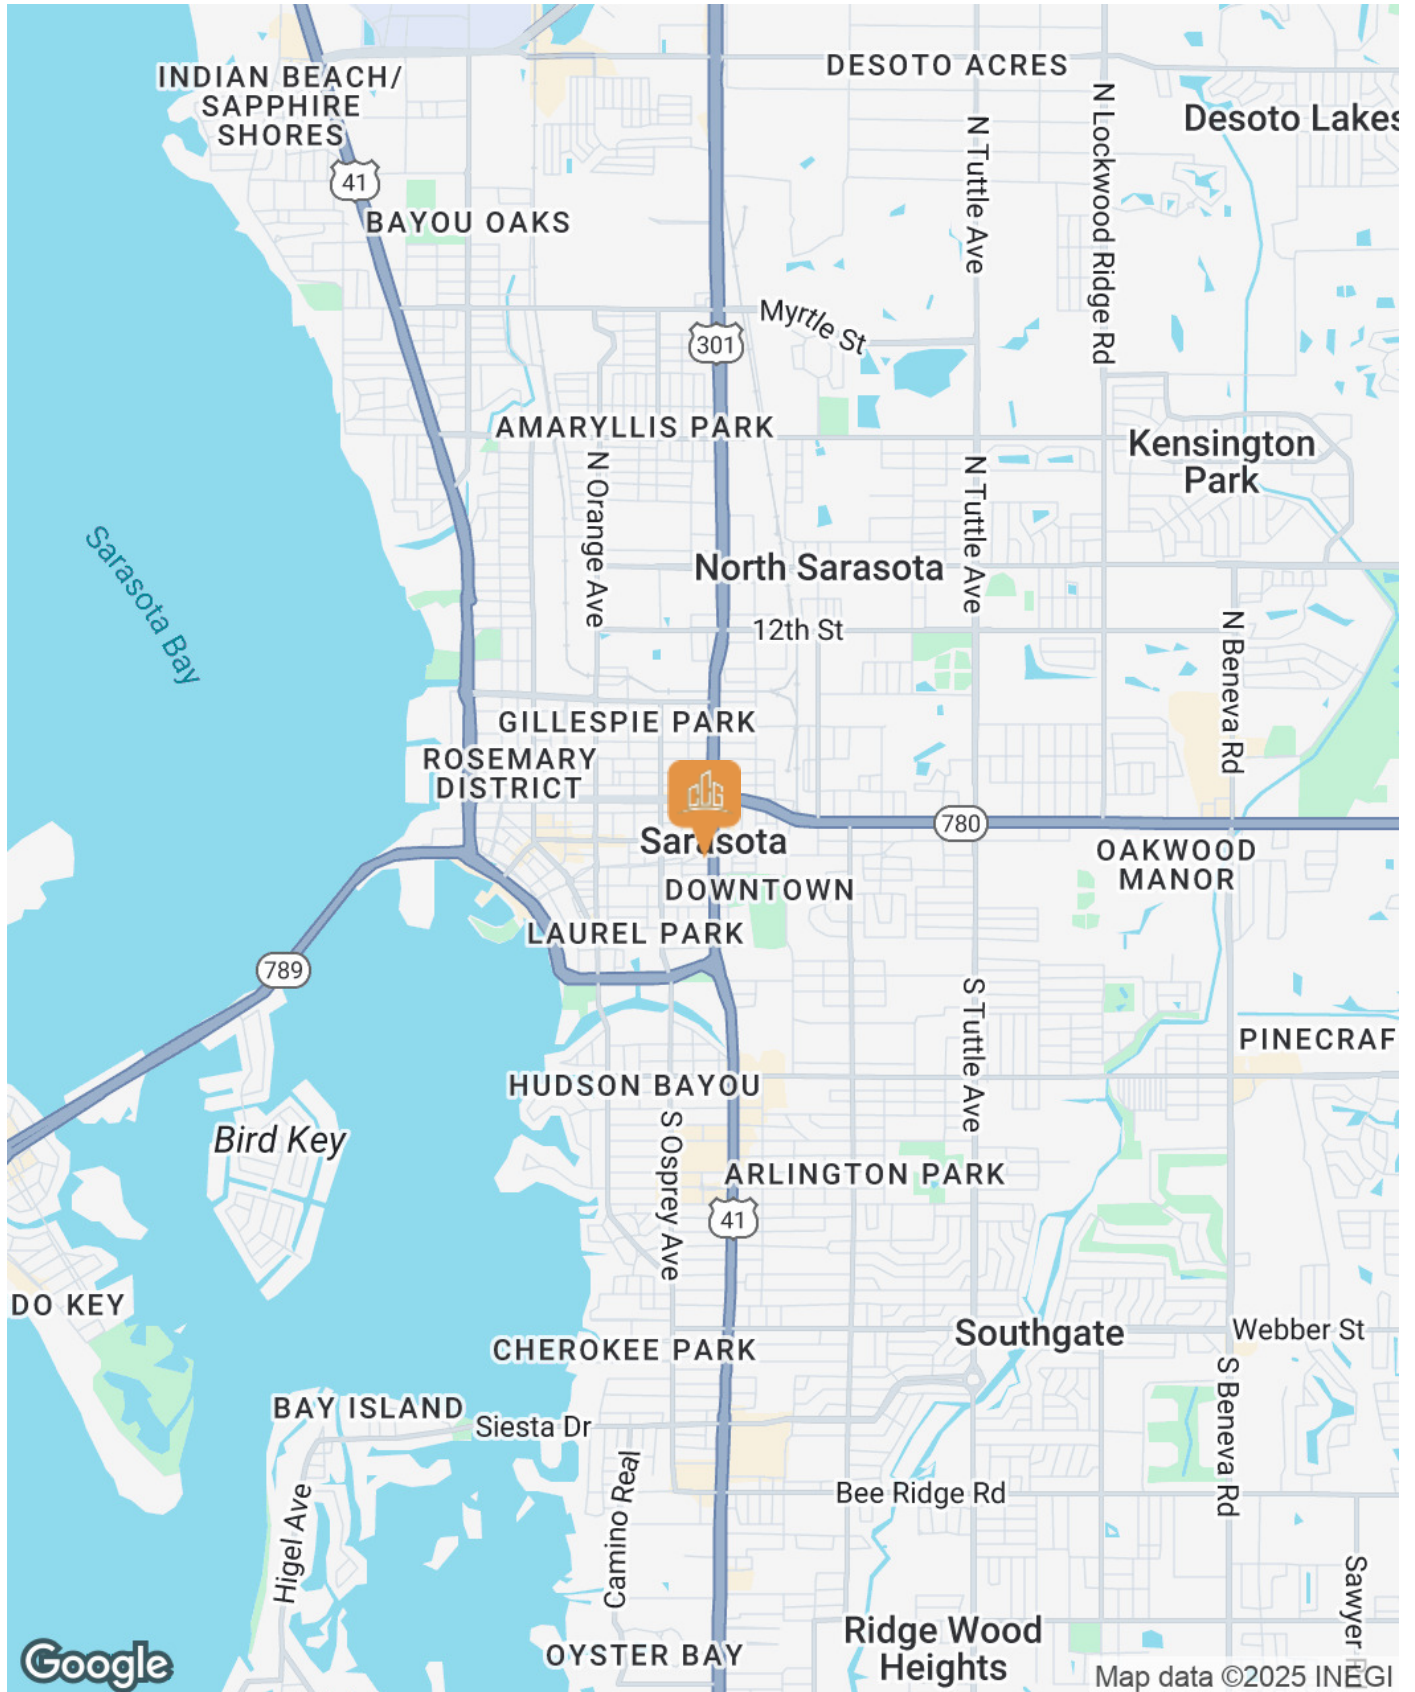 DESOTO ACRES
INDIAN BEACH/
SAPPHIRE
SHORES
N Lockwood Ridge Rd
Desoto Lakes
N Tuttle Ave
41
BAYOU OAKS
Myrtle St
301
AMARYLLIS PARK
Kensington
Park
N Orange Ave
N Tuttle Ave
Sarasota Bay
North Sarasota
12th St
N Beneva Rd
GILLESPIE PARK
ROSEMARY
DISTRICT
CCG
780
Sarasota
OAKWOOD
MANOR
DOWNTOWN
LAUREL PARK
789
S Tuttle Ave
PINECRAF
HUDSON BAYOU
Bird Key
S Osprey Ave
ARLINGTON PARK
41
DO KEY
Southgate
Webber St
CHEROKEE PARK
S Beneva Rd
BAY ISLAND
Siesta Dr
Camino Real
Higel Ave
Bee Ridge Rd
Sawyer
Ridge Wood
Heights
OYSTER BAY
Google
Map data ©2025 INEGI